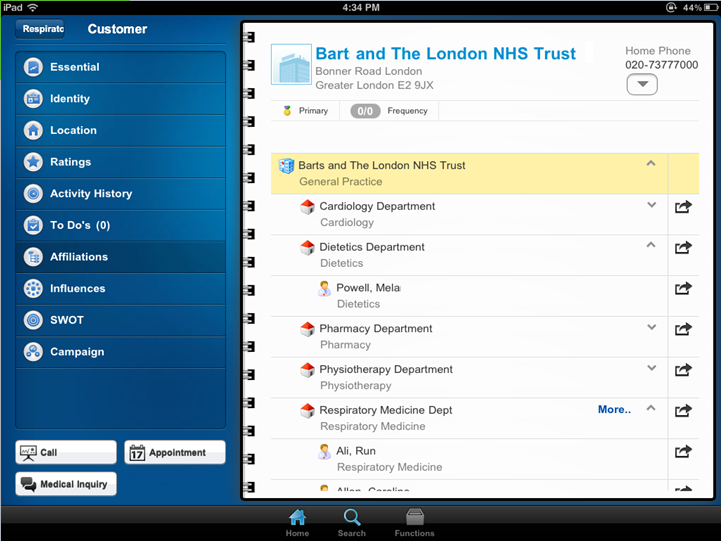 iPad
4:34 PM
44%
Respirato
Customer
Essential
Identity
Location
Ratings
Activity History
To Do's (0)
Affiliations
Influences
SWOT
Campaign
Call
Appointment
17
Medical Inquiry
Bart and The London NHS Trust
Bonner Road London
Greater London E2 9JX
Home Phone
020-73777000
Primary
0/0 Frequency
Barts and The London NHS Trust
General Practice
Cardiology Department
Cardiology
Dietetics Department
Dietetics
Powell, Mela
Dietetics
Pharmacy Department
Pharmacy
Physiotherapy Department
Physiotherapy
Respiratory Medicine Dept
More..
Respiratory Medicine
Ali, Run
Respiratory Medicine
Allen, Caroline
Home
Search
Functions